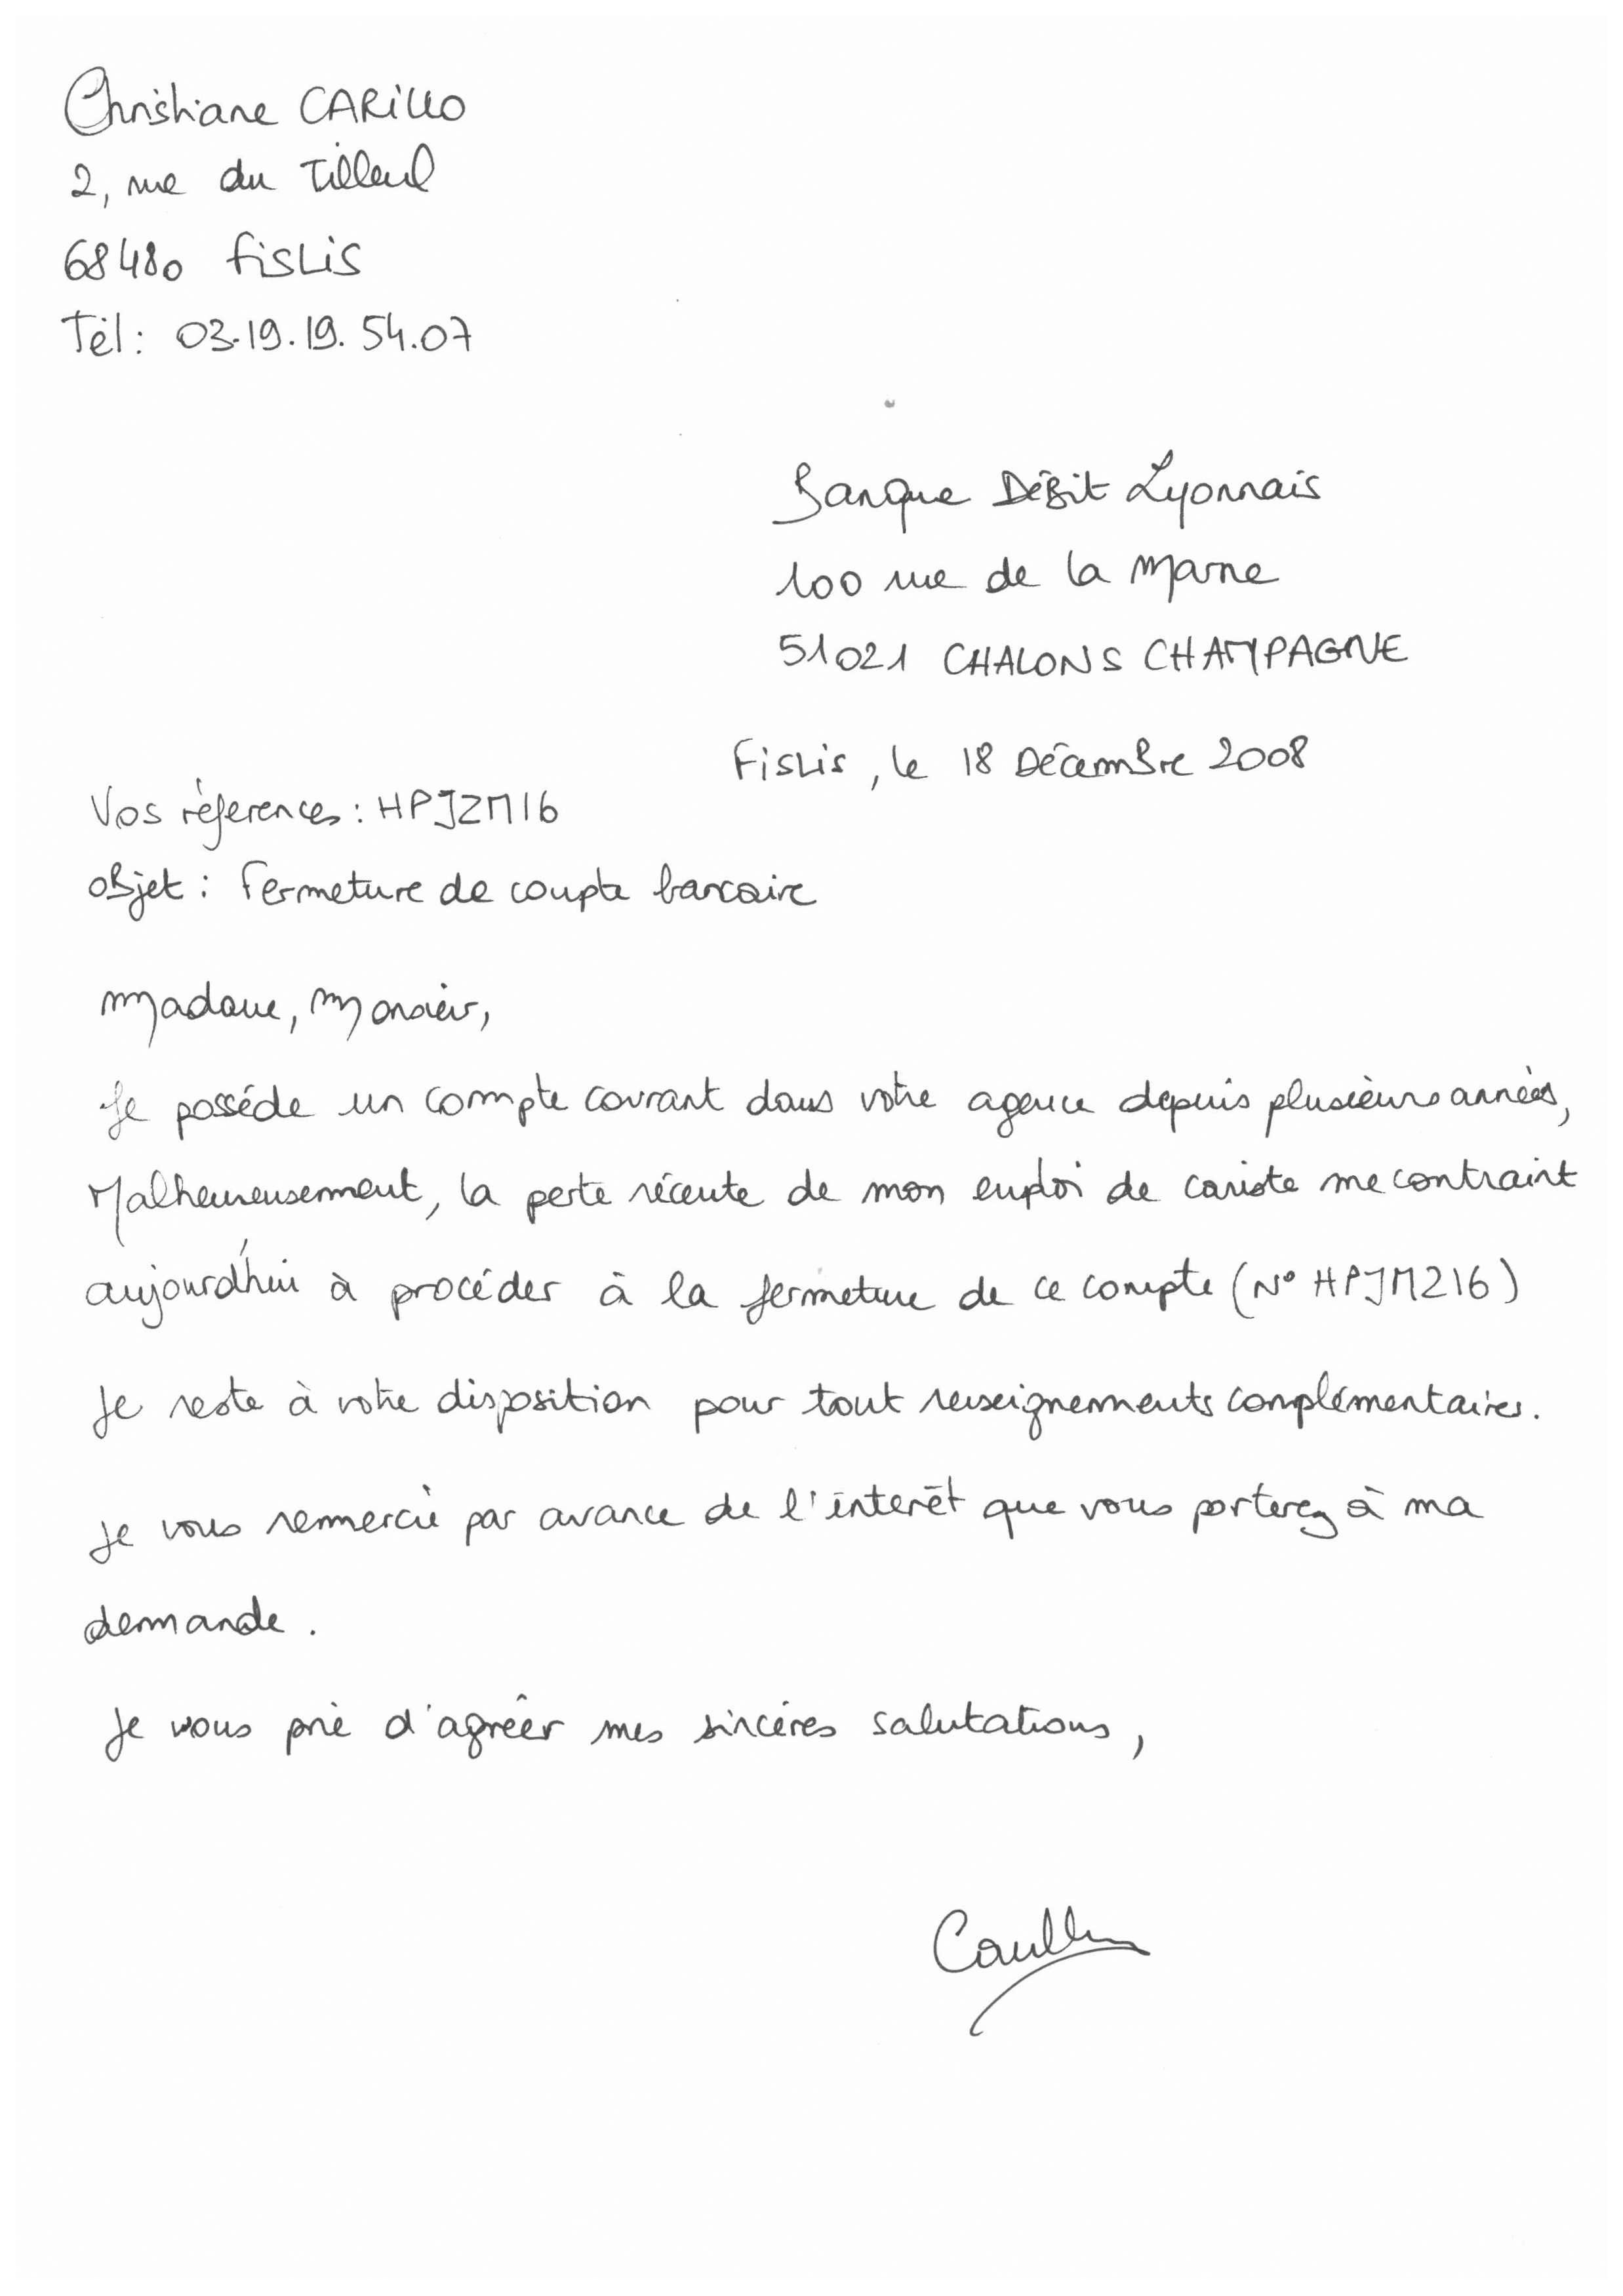 Christiane CARILLO
2, rue du Tilleul
68480 Fislis
Tél : 03.19.19.54.07
Banque Débit Lyonnais
100 rue de la Marne
51021 CHALONS CHAMPAGNE
Fislis, le 18 Décembre 2008
Vos réferences : HPJZM16
Objet : Fermeture de compte bancaire
Madame, Monsieur,
Je posséde un compte courant dans votre agence depuis plusieurs années,
Malheureusement, la perte récente de mon emploi de cariste me contraint
aujourd'hui à procéder à la fermeture de ce compte (N° HPJM216)
Je reste à votre disposition pour tout renseignements complémentaires.
Je vous remmercie par avance de l'interêt que vous porterez à ma
demande.
Je vous prie d'agréer mes sincéres salutations,